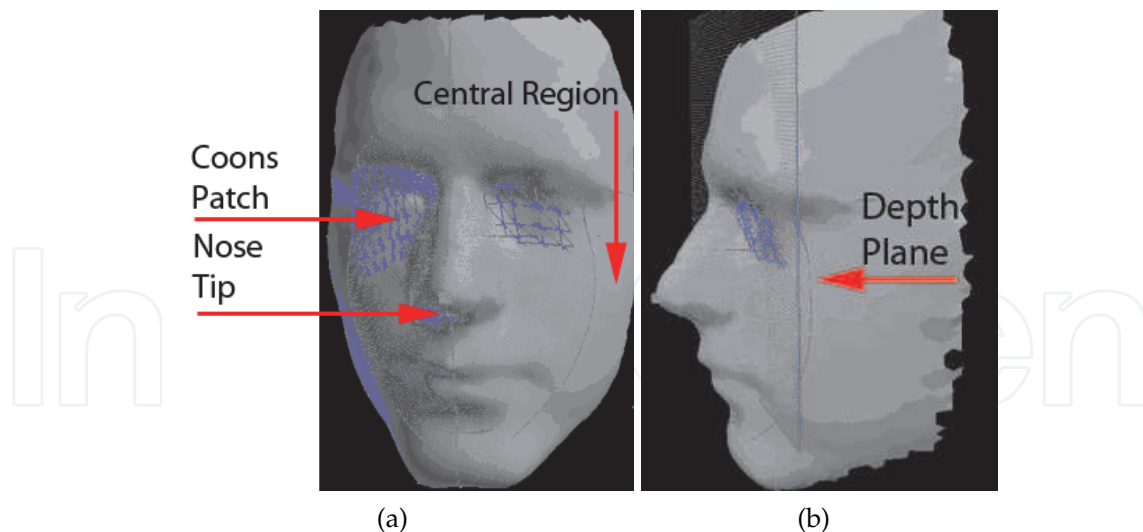 Central Region
Coons
Patch
Nose
Tip
Depth
Plane
(a)
(b)